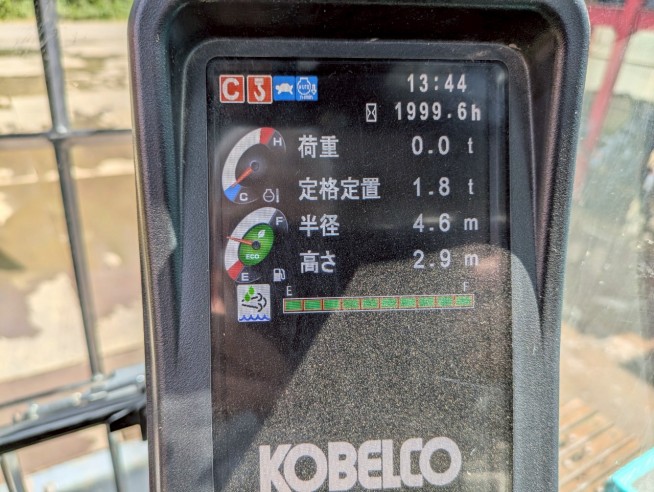 C
13:44
1999.6h
H
荷重 0.0 t
C
定格定置 1.8 t
F
半径 4.6 m
ECO
高さ 2.9 m
E
E F
KOBELCO